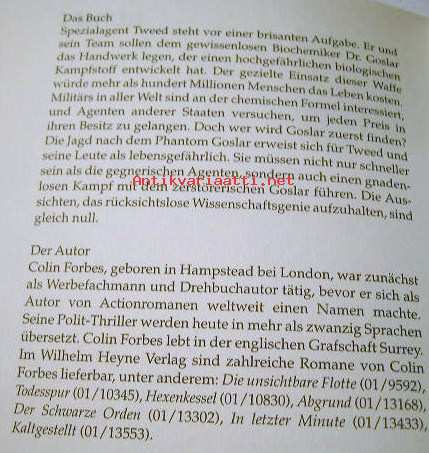 Das Buch
Spezialagent Tweed steht vor einer brisanten Aufgabe. Er und
sein Team sollen dem gewissenlosen Biochemiker Dr. Goslar
das Handwerk legen, der einen hochgefährlichen biologischen
Kampfstoff entwickelt hat. Der gezielte Einsatz dieser Waffe
würde mehr als hundert Millionen Menschen das Leben kosten.
Militärs in aller Welt sind an der chemischen Formel interessiert,
und Agenten anderer Staaten versuchen, um jeden Preis in
ihren Besitz zu gelangen. Doch wer wird Goslar zuerst finden?
Die Jagd nach dem Phantom Goslar erweist sich für Tweed und
seine Leute als lebensgefährlich. Sie müssen nicht nur schneller
sein als die gegnerischen Agenten, sondern auch einen gnaden-
Antikvariaatti.net
losen Kampf mit dem zerstörerischen Goslar führen. Die Aus-
sichten, das rücksichtslose Wissenschaftsgenie aufzuhalten, sind
gleich null.
Der Autor
Colin Forbes, geboren in Hampstead bei London, war zunächst
als Werbefachmann und Drehbuchautor tätig, bevor er sich als
Autor von Actionromanen weltweit einen Namen machte.
Seine Polit-Thriller werden heute in mehr als zwanzig Sprachen
übersetzt. Colin Forbes lebt in der englischen Grafschaft Surrey.
Im Wilhelm Heyne Verlag sind zahlreiche Romane von Colin
Forbes lieferbar, unter anderem: Die unsichtbare Flotte (01/9592),
Todesspur (01/10345), Hexenkessel (01/10830), Abgrund (01/13168),
Der Schwarze Orden (01/13302), In letzter Minute (01/13433),
Kaltgestellt (01/13553).